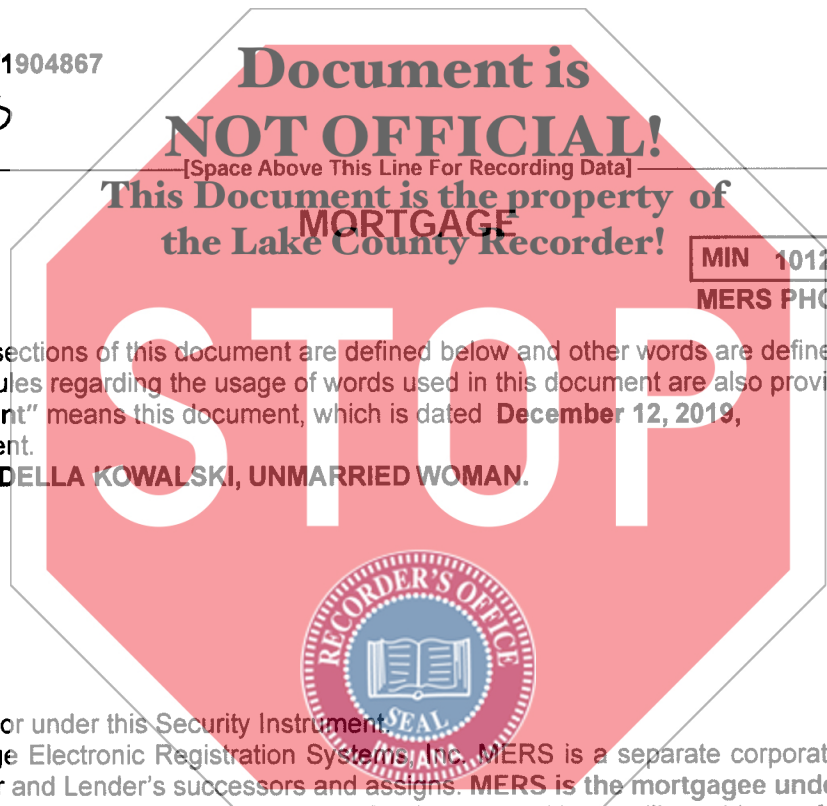 1904867
Document is
NOT OFFICIAL!
[Space Above This Line For Recording Data]
This Document is the property of
MORTGAGE
the Lake County Recorder!
MIN 1012
MERS PHO
sections of this document are defined below and other words are define
ules regarding the usage of words used in this document are also provi
nt" means this document, which is dated December 12, 2019,
ent.
DELLA KOWALSKI, UNMARRIED WOMAN.
STOP
RECORDER'S OFFICE
SEAL
or under this Security Instrument.
ge Electronic Registration Systems, Inc. MERS is a separate corporat
r and Lender's successors and assigns. MERS is the mortgagee unde